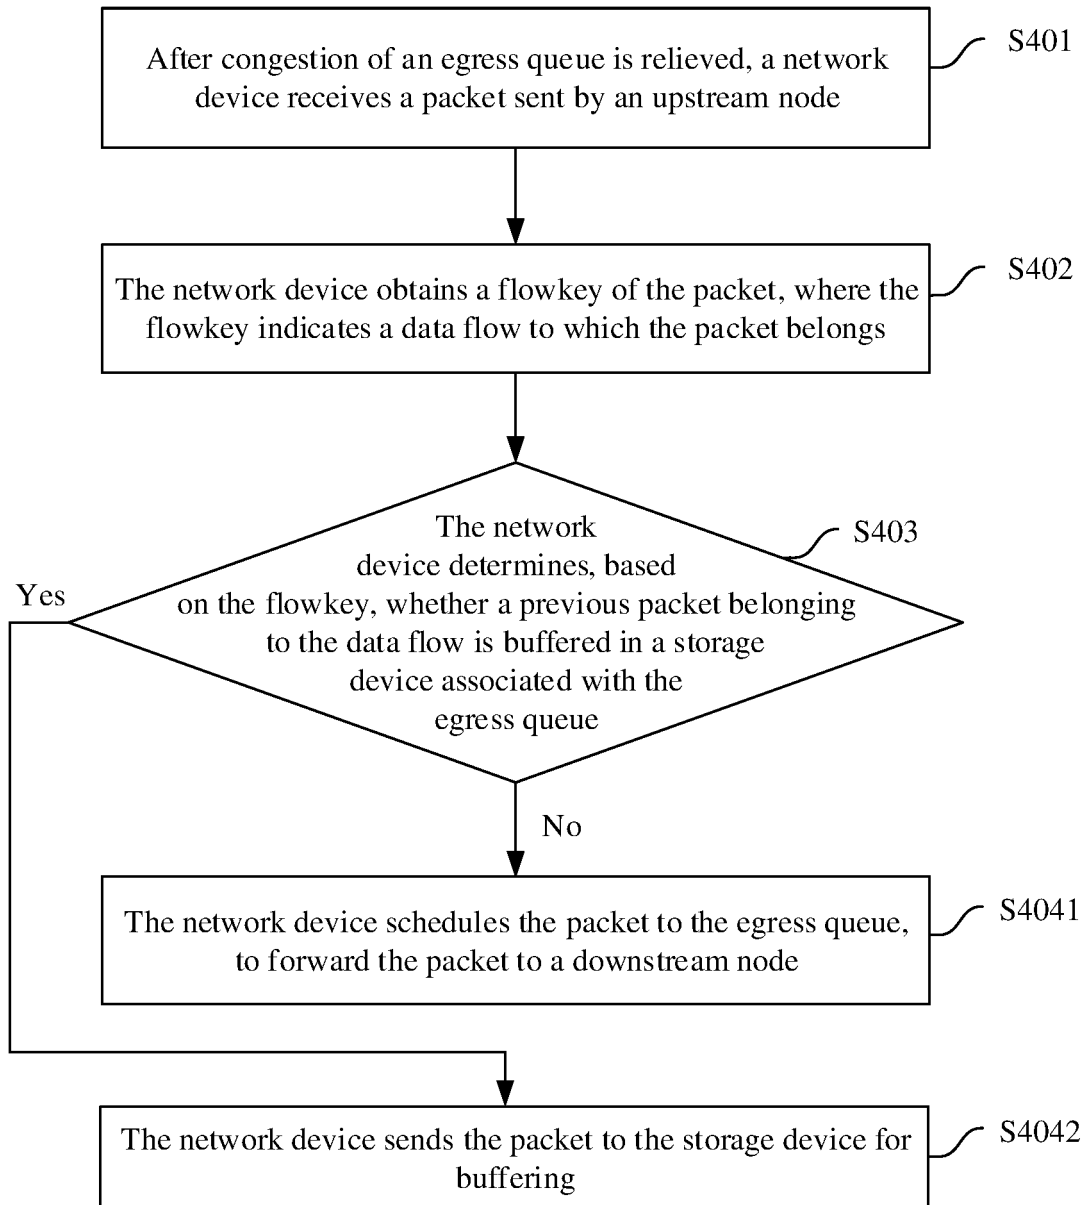 After congestion of an egress queue is relieved, a network
device receives a packet sent by an upstream node
S401
The network device obtains a flowkey of the packet, where the
flowkey indicates a data flow to which the packet belongs
S402
The network
device determines, based
on the flowkey, whether a previous packet belonging
to the data flow is buffered in a storage
device associated with the
egress queue
S403
Yes
No
The network device schedules the packet to the egress queue,
to forward the packet to a downstream node
S4041
The network device sends the packet to the storage device for
buffering
S4042